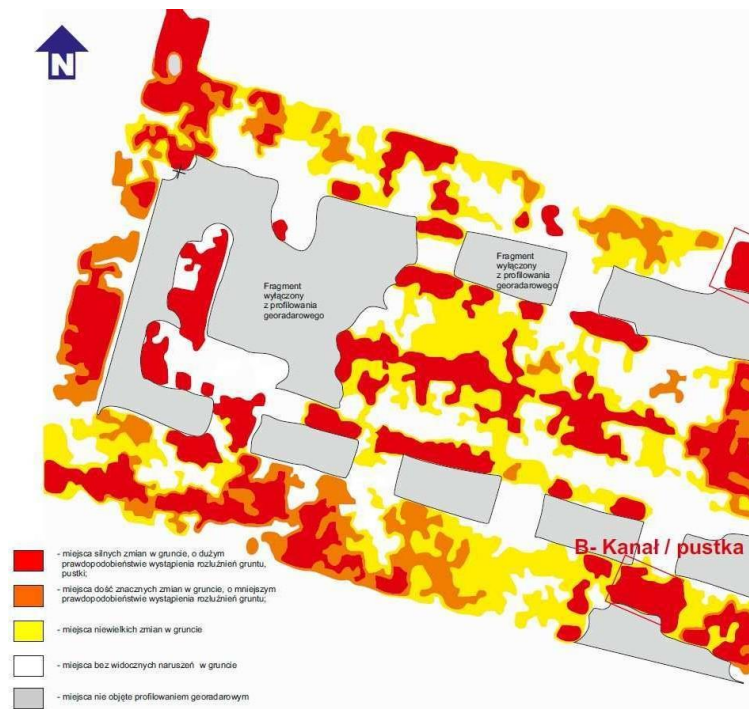 N
Fragment
wyłączony
z profilowania
georadarowego
Fragment
wyłączony
z profilowania
georadarowego
B- Kanał / pustka
- miejsca silnych zmian w gruncie, o dużym
prawdopodobieństwie wystąpienia rozluźnień gruntu,
pustki;
- miejsca dość znacznych zmian w gruncie, o mniejszym
prawdopodobieństwie wystąpienia rozluźnień gruntu;
- miejsca niewielkich zmian w gruncie
- miejsca bez widocznych naruszeń w gruncie
- miejsca nie objęte profilowaniem georadarowym